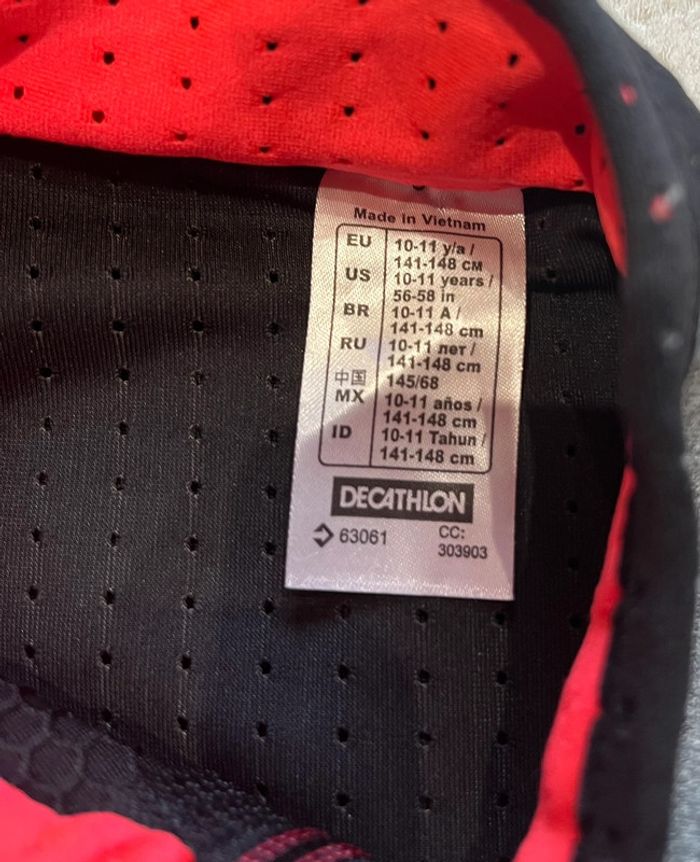 Made in Vietnam
EU 10-11 y/a /
141-148 см
US 10-11 years /
56-58 in
BR 10-11 A /
141-148 cm
RU 10-11 лет /
141-148 cm
中国 145/68
MX 10-11 años /
141-148 cm
ID 10-11 Tahun /
141-148 cm
DECATHLON
63061 CC:
303903